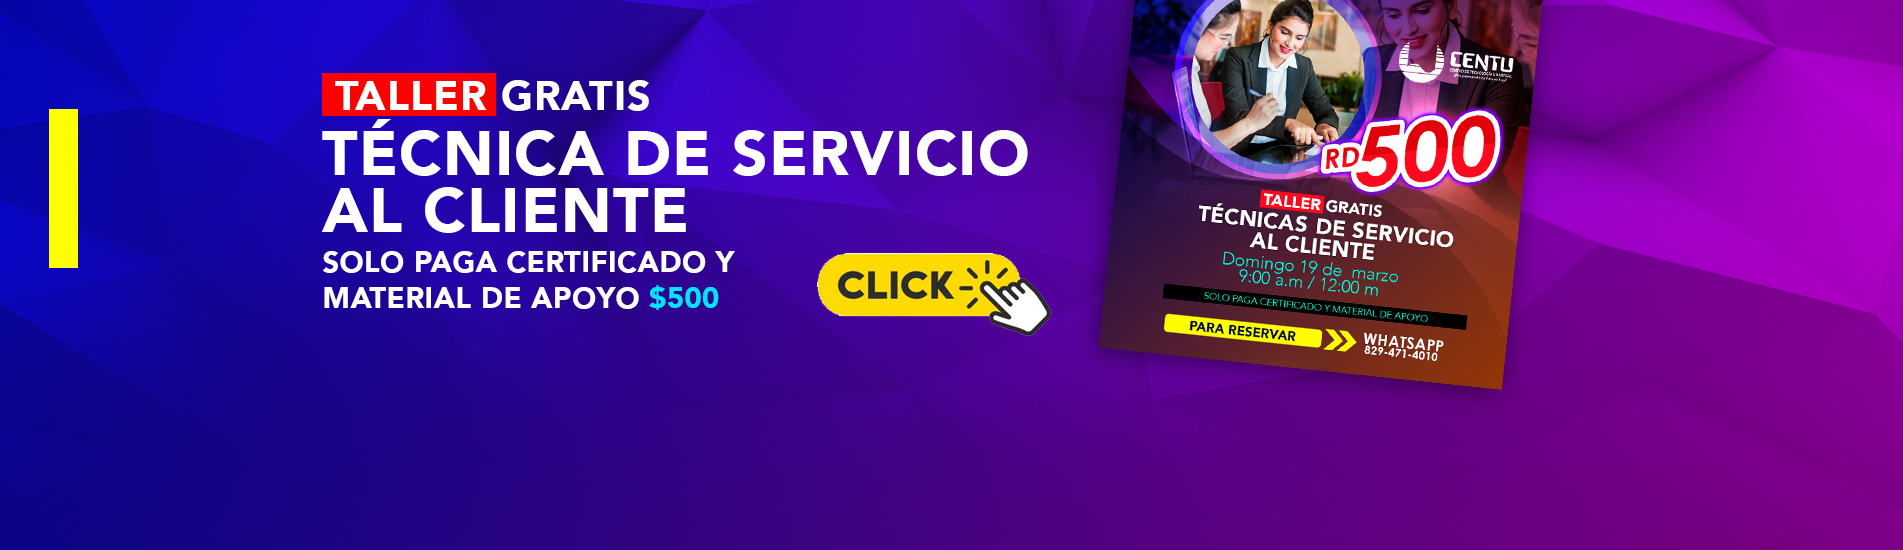 TALLER GRATIS
TÉCNICA DE SERVICIO
AL CLIENTE
SOLO PAGA CERTIFICADO Y
MATERIAL DE APOYO $500
CLICK
CENTU
RD500
TALLER GRATIS
TÉCNICAS DE SERVICIO
AL CLIENTE
Domingo 19 de marzo
9:00 a.m / 12:00 m
SOLO PAGA CERTIFICADO Y MATERIAL DE APOYO
PARA RESERVAR
WHATSAPP
829-471-4010